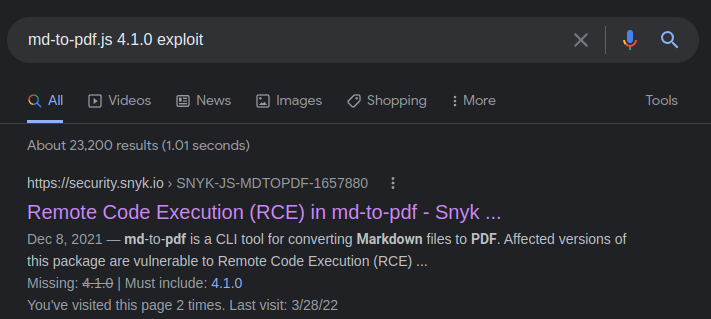 md-to-pdf.js 4.1.0 exploit
All Videos News Images Shopping More Tools
About 23,200 results (1.01 seconds)
https://security.snyk.io › SNYK-JS-MDTOPDF-1657880
Remote Code Execution (RCE) in md-to-pdf - Snyk ...
Dec 8, 2021 — md-to-pdf is a CLI tool for converting Markdown files to PDF. Affected versions of
this package are vulnerable to Remote Code Execution (RCE) ...
Missing: 4.1.0 | Must include: 4.1.0
You've visited this page 2 times. Last visit: 3/28/22